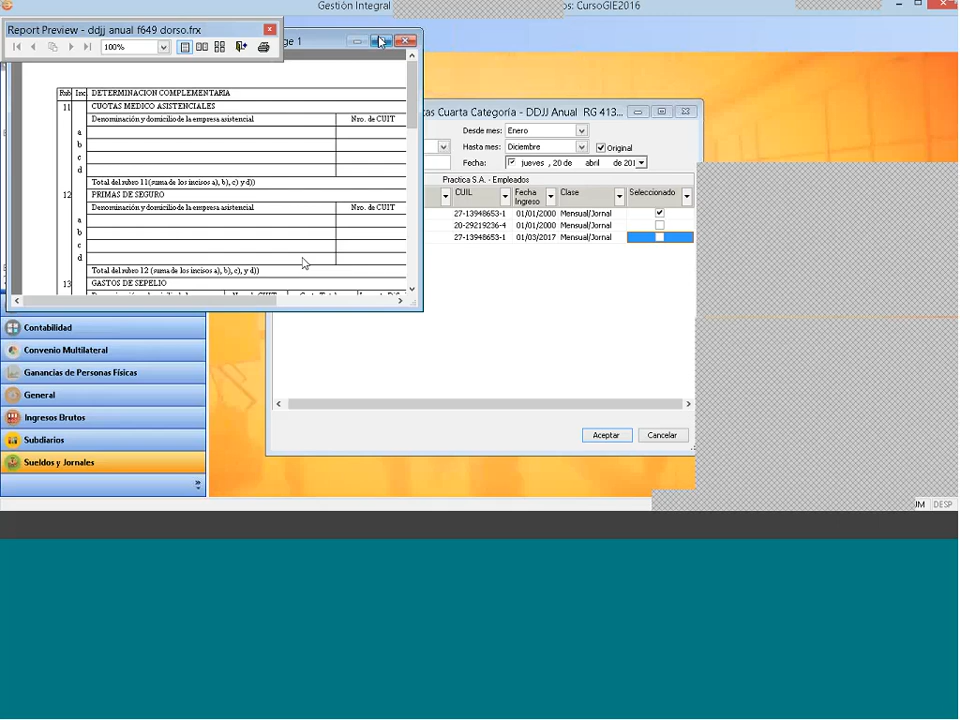 Gestión Integral
os: CursoGIE2016
Report Preview - ddjj anual f649 dorso.frx
100%
ge 1
Rub Inc DETERMINACION COMPLEMENTARIA
11 CUOTAS MEDICO ASISTENCIALES
Denominación y domicilio de la empresa asistencial Nro. de CUIT
a
b
c
d
Total del rubro 11(suma de los incisos a), b), c) y d))
12 PRIMAS DE SEGURO
Denominación y domicilio de la empresa asistencial Nro. de CUIT
a
b
c
d
Total del rubro 12 (suma de los incisos a), b), c), y d))
13 GASTOS DE SEPELIO
tas Cuarta Categoría - DDJJ Anual RG 413...
Desde mes: Enero
Hasta mes: Diciembre Original
Fecha: jueves , 20 de abril de 201
Practica S.A. - Empleados
CUIL Fecha Ingreso Clase Seleccionado
27-13948653-1 01/01/2000 Mensual/Jornal
20-29219236-4 01/01/2000 Mensual/Jornal
27-13948653-1 01/03/2017 Mensual/Jornal
Aceptar Cancelar
Contabilidad
Convenio Multilateral
Ganancias de Personas Físicas
General
Ingresos Brutos
Subdiarios
Sueldos y Jornales
IM DESP